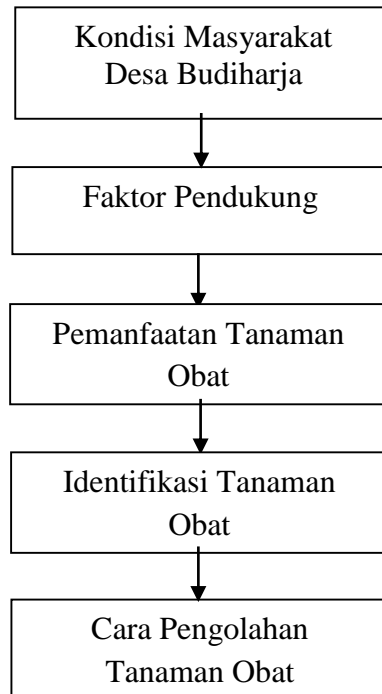 Kondisi Masyarakat
Desa Budiharja
Faktor Pendukung
Pemanfaatan Tanaman
Obat
Identifikasi Tanaman
Obat
Cara Pengolahan
Tanaman Obat